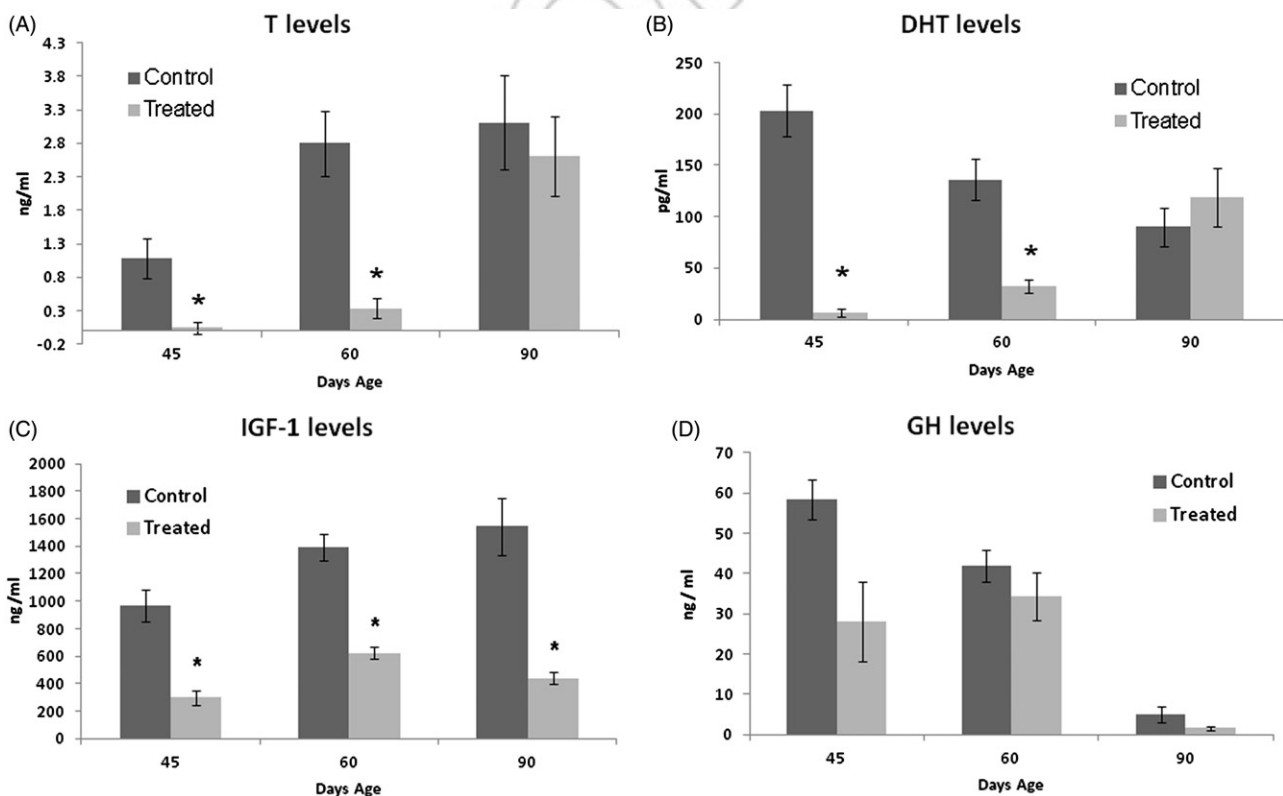 (A)
T levels
4.3
3.8
3.3
2.8
2.3
1.8
1.3
0.8
0.3
-0.2
ng/ml
Control
Treated
*
*
45 60 90
Days Age
(B)
DHT levels
250
200
150
100
50
0
pg/ml
Control
Treated
*
*
45 60 90
Days Age
(C)
IGF-1 levels
2000
1800
1600
1400
1200
1000
800
600
400
200
0
ng/ml
Control
Treated
*
*
*
45 60 90
Days Age
(D)
GH levels
70
60
50
40
30
20
10
0
ng/ ml
Control
Treated
45 60 90
Days Age